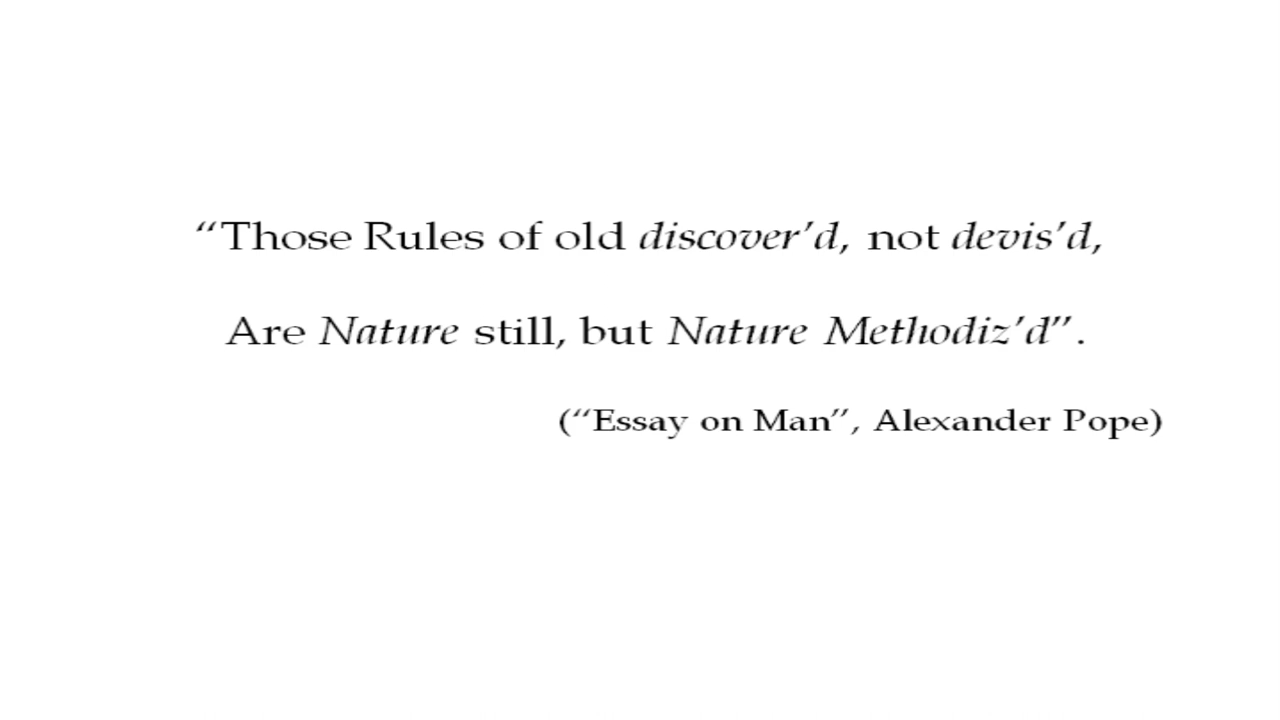 “Those Rules of old discover’d, not devis’d,
Are Nature still, but Nature Methodiz’d”.
(“Essay on Man”, Alexander Pope)